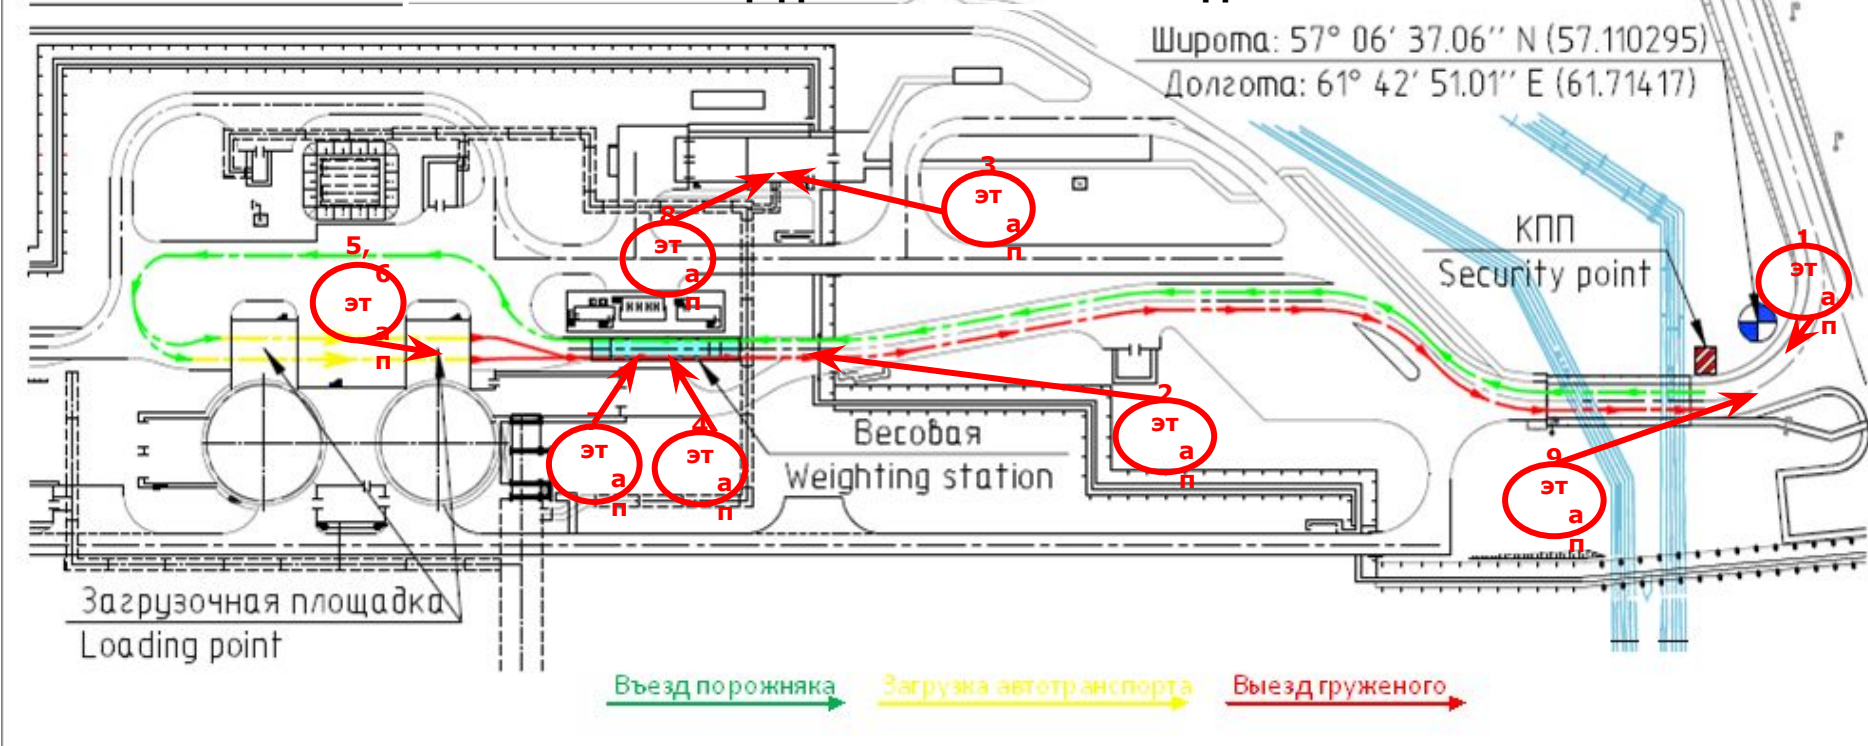 Широта: 57° 06' 37.06'' N (57.110295)
Долгота: 61° 42' 51.01'' E (61.71417)
3
эт
а
п
8
эт
а
п
КПП
Security point
1
эт
а
п
5,
6
эт
а
п
2
эт
а
п
7
эт
а
п
4
эт
а
п
Весовая
Weighting station
9
эт
а
п
Загрузочная площадка
Loading point
Въезд порожняка
Загрузка автотранспорта
Выезд груженого